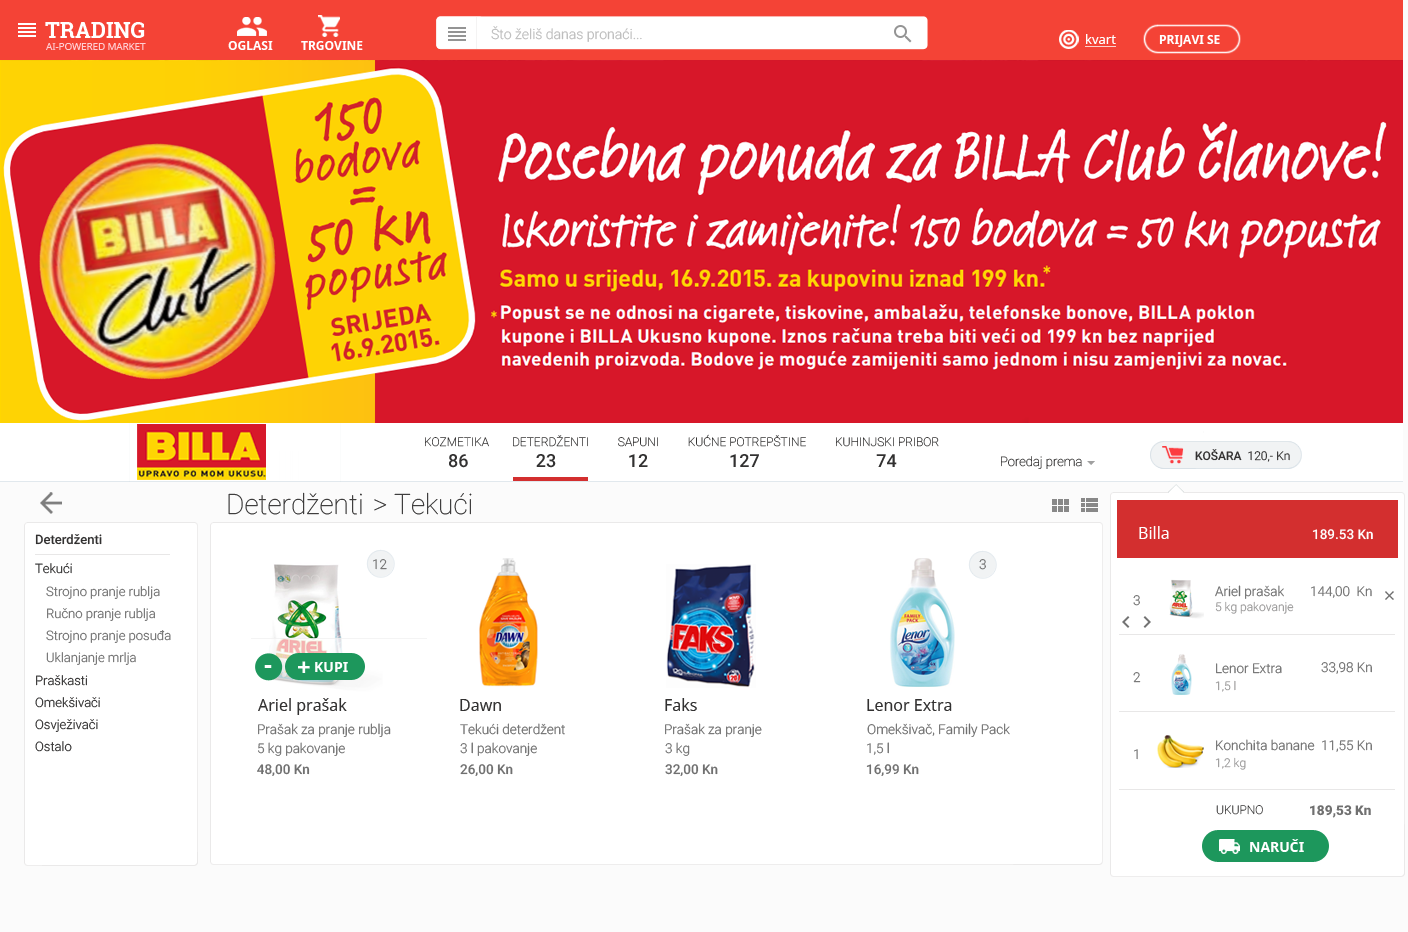 TRADING
AI-POWERED MARKET
OGLASI
TRGOVINE
Što želiš danas pronaći...
kvart
PRIJAVI SE
BILLA
Club
150
bodova
=
50 kn
popusta
SRIJEDA
16.9.2015.
Posebna ponuda za BILLA Club članove!
Iskoristite i zamijenite! 150 bodova = 50 kn popusta
Samo u srijedu, 16.9.2015. za kupovinu iznad 199 kn.*
* Popust se ne odnosi na cigarete, tiskovine, ambalažu, telefonske bonove, BILLA poklon
kupone i BILLA Ukusno kupone. Iznos računa treba biti veći od 199 kn bez naprijed
navedenih proizvoda. Bodove je moguće zamijeniti samo jednom i nisu zamjenjivi za novac.
BILLA
UPRAVO PO MOM UKUSU.
KOZMETIKA
86
DETERDŽENTI
23
SAPUNI
12
KUĆNE POTREPŠTINE
127
KUHINJSKI PRIBOR
74
Poredaj prema
KOŠARA 120,- Kn
Deterdženti > Tekući
Deterdženti
Tekući
Strojno pranje rublja
Ručno pranje rublja
Strojno pranje posuđa
Uklanjanje mrlja
Praškasti
Omekšivači
Osvježivači
Ostalo
12
ARIEL
-
+ KUPI
Ariel prašak
Prašak za pranje rublja
5 kg pakovanje
48,00 Kn
DAWN
Dawn
Tekući deterdžent
3 l pakovanje
26,00 Kn
FAKS
20
Faks
Prašak za pranje
3 kg
32,00 Kn
3
FAMILY
PACK
Lenor
Lenor Extra
Omekšivač, Family Pack
1,5 l
16,99 Kn
Billa 189.53 Kn
3
ARIEL
Ariel prašak 144,00 Kn
5 kg pakovanje
2
Lenor Extra 33,98 Kn
1,5 l
1
Konchita banane 11,55 Kn
1,2 kg
UKUPNO 189,53 Kn
NARUČI